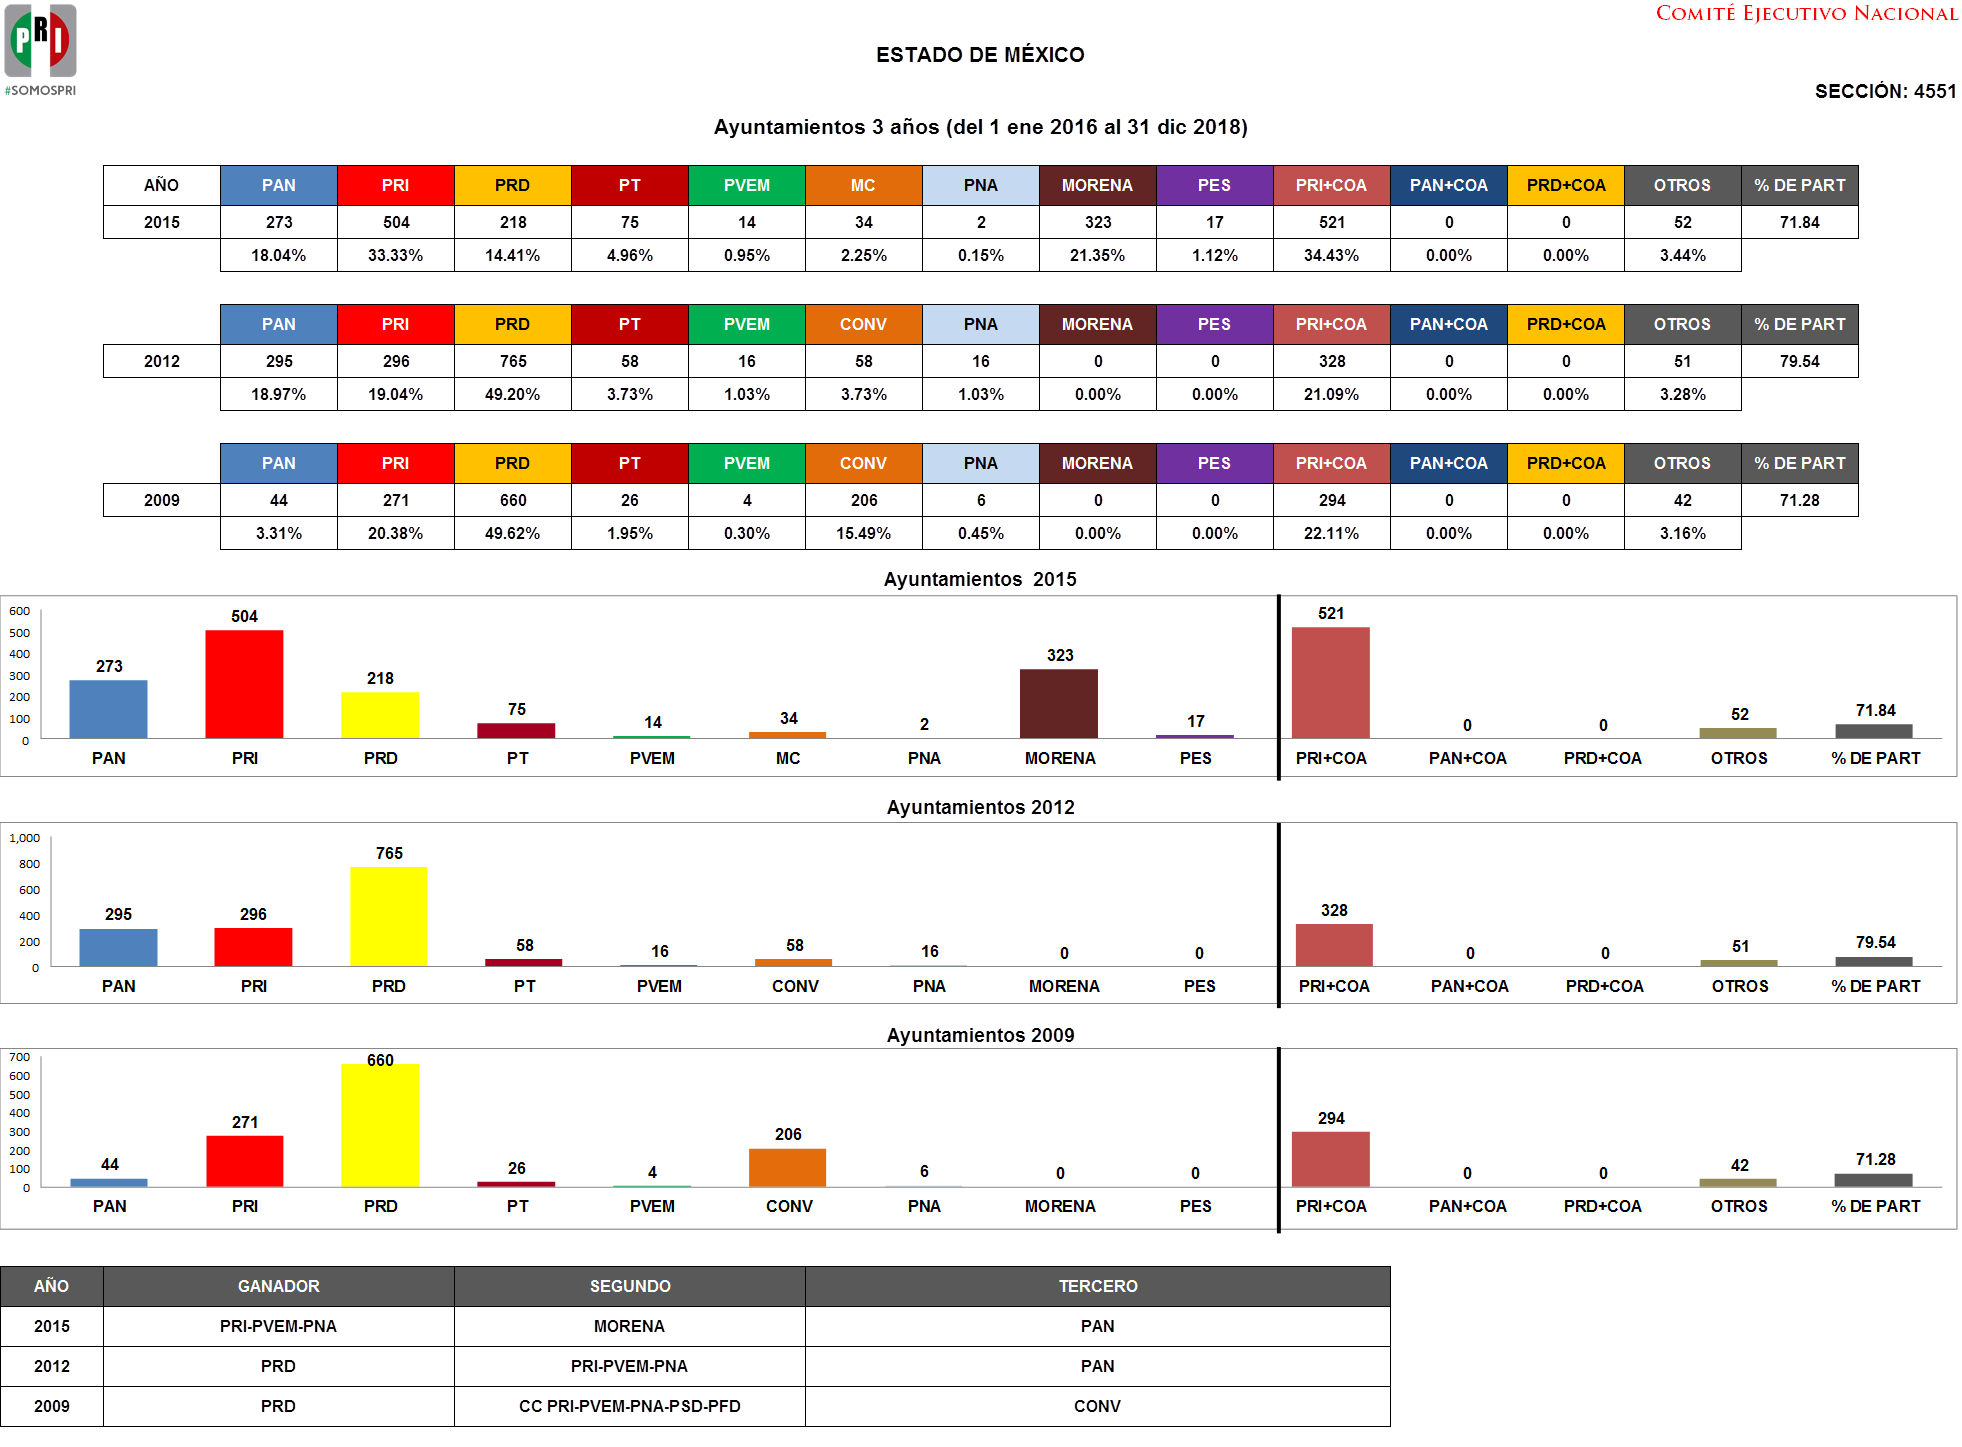 PRI
#SOMOSPRI
COMITÉ EJECUTIVO NACIONAL
ESTADO DE MÉXICO
SECCIÓN: 4551
Ayuntamientos 3 años (del 1 ene 2016 al 31 dic 2018)
AÑO PAN PRI PRD PT PVEM MC PNA MORENA PES PRI+COA PAN+COA PRD+COA OTROS % DE PART
2015 273 504 218 75 14 34 2 323 17 521 0 0 52 71.84
18.04% 33.33% 14.41% 4.96% 0.95% 2.25% 0.15% 21.35% 1.12% 34.43% 0.00% 0.00% 3.44%
PAN PRI PRD PT PVEM CONV PNA MORENA PES PRI+COA PAN+COA PRD+COA OTROS % DE PART
2012 295 296 765 58 16 58 16 0 0 328 0 0 51 79.54
18.97% 19.04% 49.20% 3.73% 1.03% 3.73% 1.03% 0.00% 0.00% 21.09% 0.00% 0.00% 3.28%
PAN PRI PRD PT PVEM CONV PNA MORENA PES PRI+COA PAN+COA PRD+COA OTROS % DE PART
2009 44 271 660 26 4 206 6 0 0 294 0 0 42 71.28
3.31% 20.38% 49.62% 1.95% 0.30% 15.49% 0.45% 0.00% 0.00% 22.11% 0.00% 0.00% 3.16%
Ayuntamientos 2015
600
500
400
300
200
100
0
273 504 218 75 14 34 2 323 17 521 0 0 52 71.84
PAN PRI PRD PT PVEM MC PNA MORENA PES PRI+COA PAN+COA PRD+COA OTROS % DE PART
Ayuntamientos 2012
1,000
800
600
400
200
0
295 296 765 58 16 58 16 0 0 328 0 0 51 79.54
PAN PRI PRD PT PVEM CONV PNA MORENA PES PRI+COA PAN+COA PRD+COA OTROS % DE PART
Ayuntamientos 2009
700
600
500
400
300
200
100
0
44 271 660 26 4 206 6 0 0 294 0 0 42 71.28
PAN PRI PRD PT PVEM CONV PNA MORENA PES PRI+COA PAN+COA PRD+COA OTROS % DE PART
AÑO GANADOR SEGUNDO TERCERO
2015 PRI-PVEM-PNA MORENA PAN
2012 PRD PRI-PVEM-PNA PAN
2009 PRD CC PRI-PVEM-PNA-PSD-PFD CONV